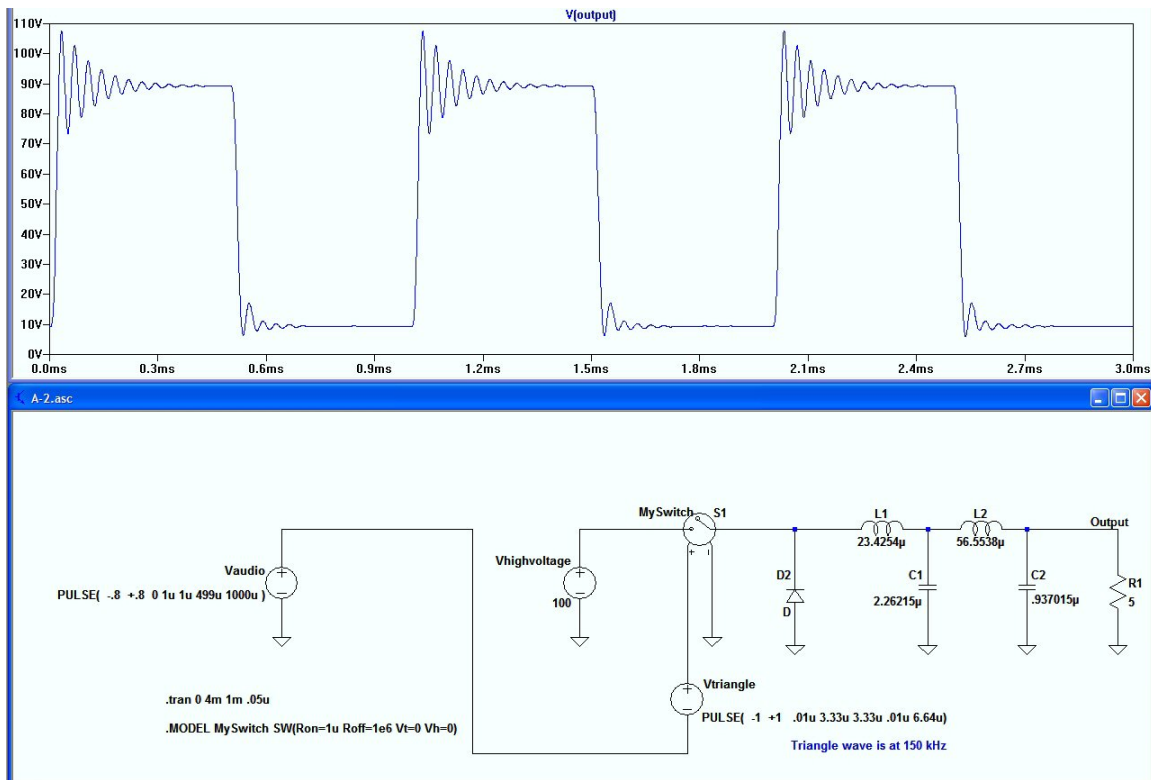 V(output)
110V
100V
90V
80V
70V
60V
50V
40V
30V
20V
10V
0V
0.0ms 0.3ms 0.6ms 0.9ms 1.2ms 1.5ms 1.8ms 2.1ms 2.4ms 2.7ms 3.0ms
A-2.asc
MySwitch S1
L1
23.4254µ
L2
56.5538µ
Output
Vaudio
PULSE( -.8 +.8 0 1u 1u 499u 1000u )
Vhighvoltage
100
+ -
D2
D
C1
2.26215µ
C2
.937015µ
R1
5
Vtriangle
PULSE( -1 +1 .01u 3.33u 3.33u .01u 6.64u)
Triangle wave is at 150 kHz
.tran 0 4m 1m .05u
.MODEL MySwitch SW(Ron=1u Roff=1e6 Vt=0 Vh=0)